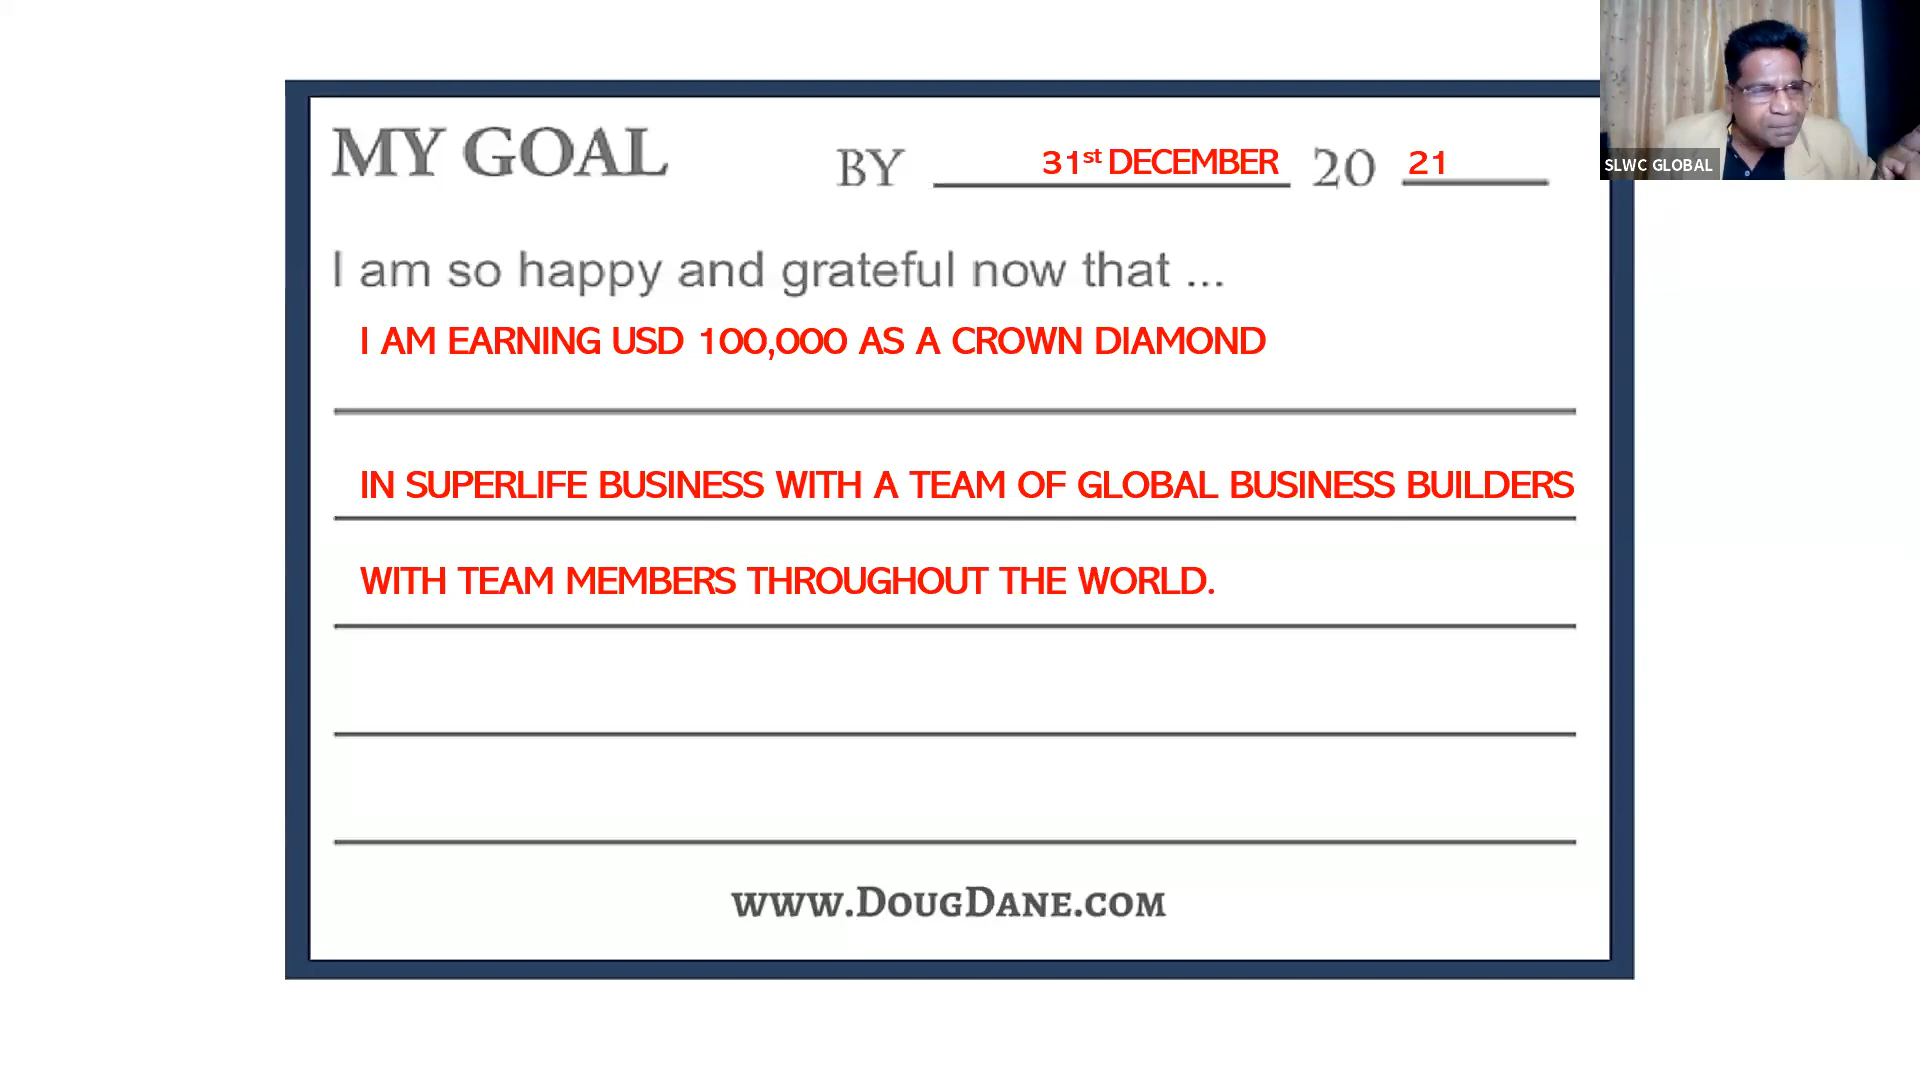 MY GOAL BY 31st DECEMBER 20 21
SLWC GLOBAL
I am so happy and grateful now that ...
I AM EARNING USD 100,000 AS A CROWN DIAMOND
IN SUPERLIFE BUSINESS WITH A TEAM OF GLOBAL BUSINESS BUILDERS
WITH TEAM MEMBERS THROUGHOUT THE WORLD.
WWW.DOUGDANE.COM